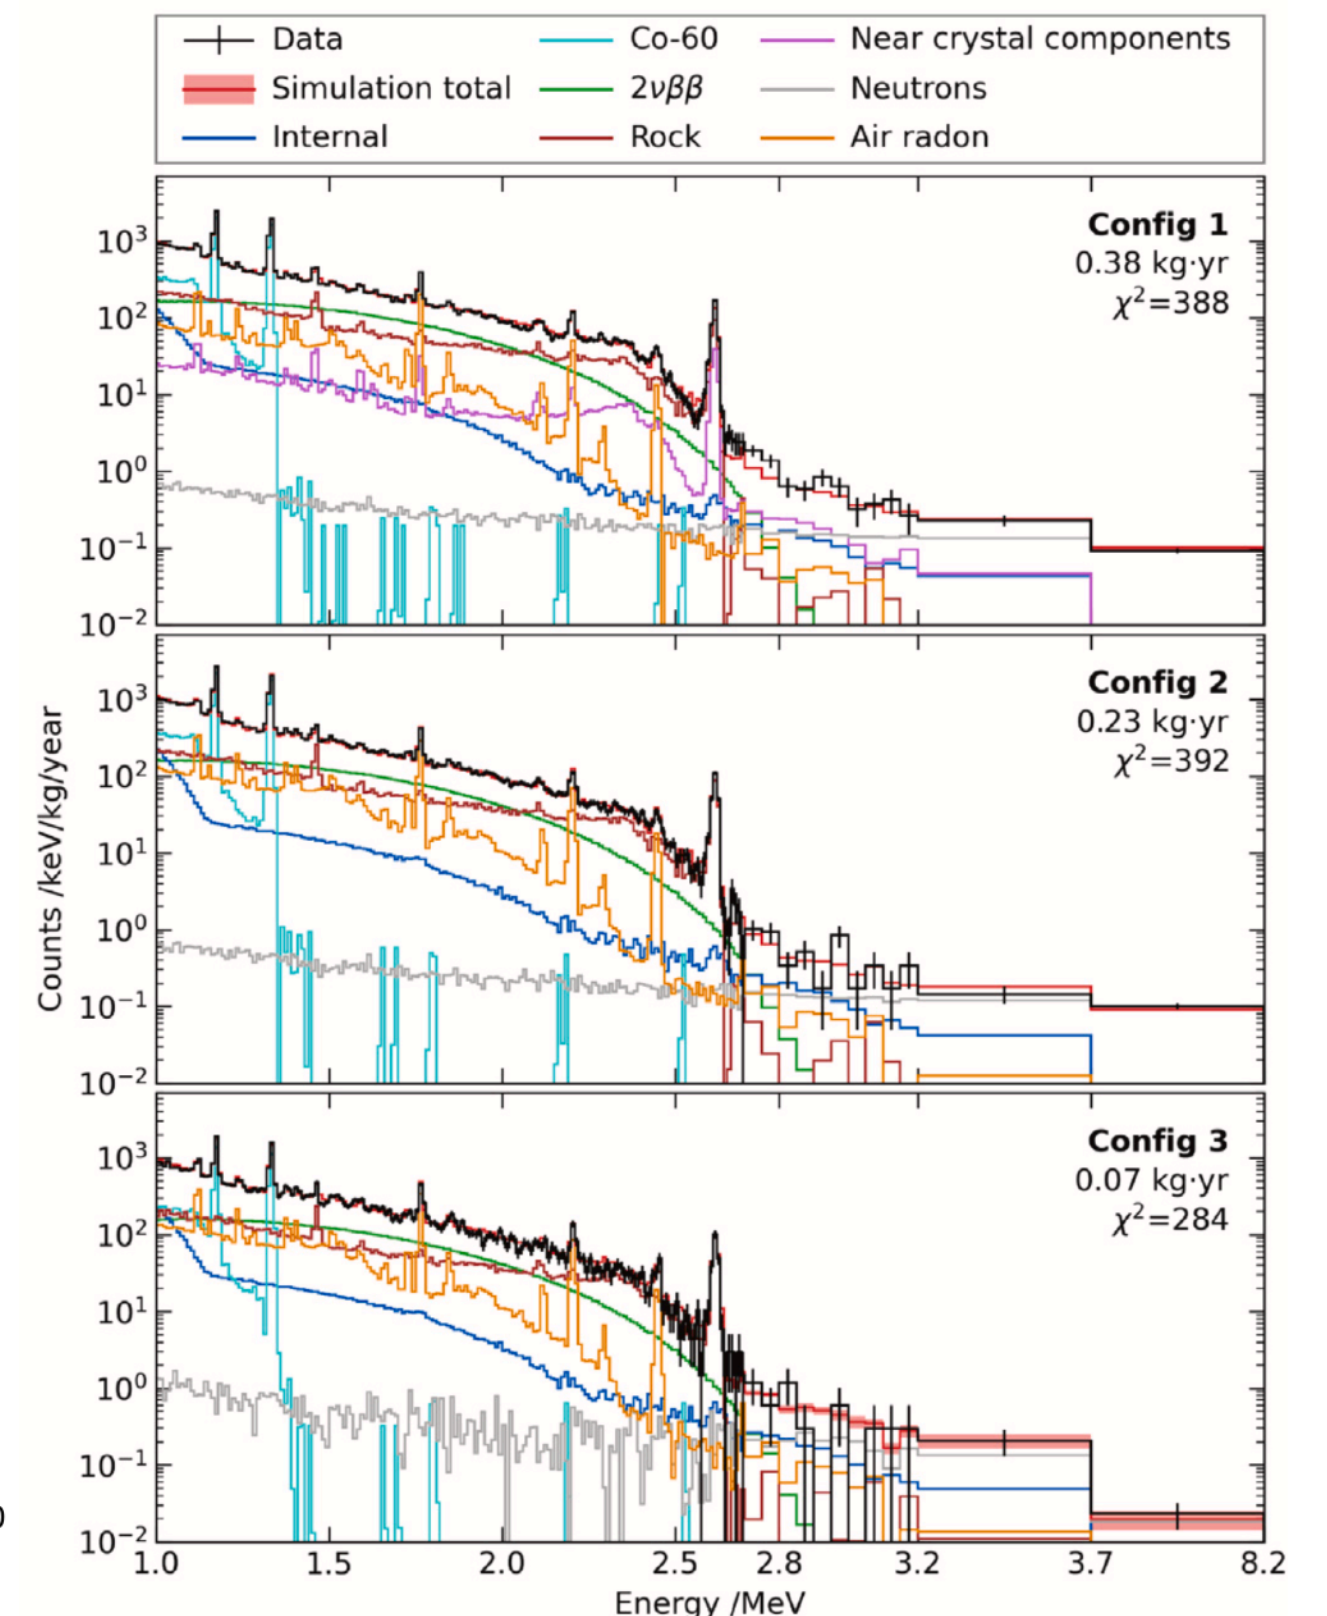 Data Co-60 Near crystal components
Simulation total 2νββ Neutrons
Internal Rock Air radon
Config 1
0.38 kg·yr
χ²=388
10³
10²
10¹
10⁰
10⁻¹
10⁻²
Config 2
0.23 kg·yr
χ²=392
10³
10²
10¹
10⁰
10⁻¹
10⁻²
Counts /keV/kg/year
Config 3
0.07 kg·yr
χ²=284
10³
10²
10¹
10⁰
10⁻¹
10⁻²
1.0 1.5 2.0 2.5 2.8 3.2 3.7 8.2
Energy /MeV